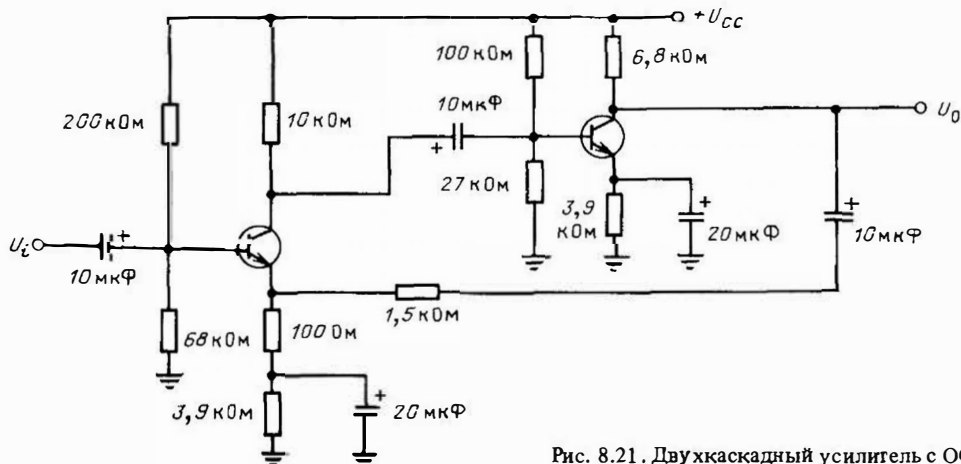 +U_CC
100 кОм
6,8 кОм
200 кОм
10 кОм
10 мкФ
U_o
27 кОм
3,9
кОм
20 мкФ
10 мкФ
U_i
10 мкФ
1,5 кОм
68 кОм
100 Ом
3,9 кОм
20 мкФ
Рис. 8.21. Двухкаскадный усилитель с ОС